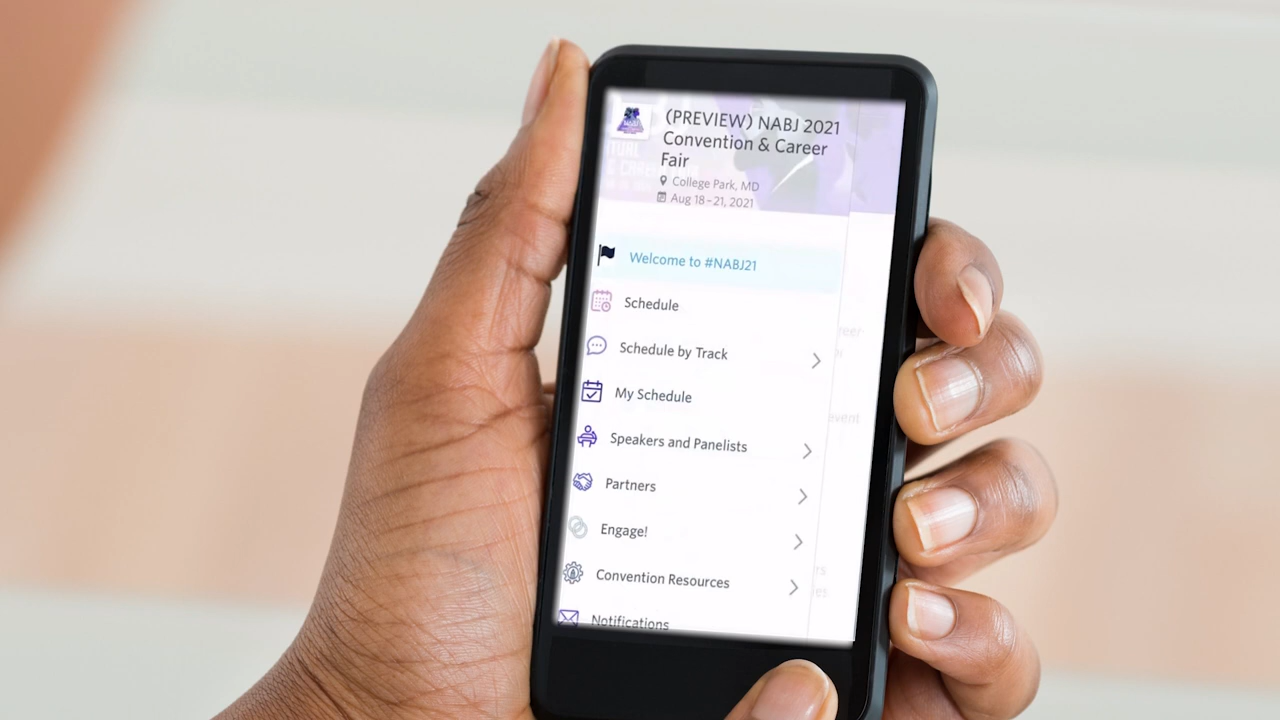 (PREVIEW) NABJ 2021
Convention & Career
Fair
College Park, MD
Aug 18 - 21, 2021
Welcome to #NABJ21
Schedule
Schedule by Track
My Schedule
Speakers and Panelists
Partners
Engage!
Convention Resources
Notifications